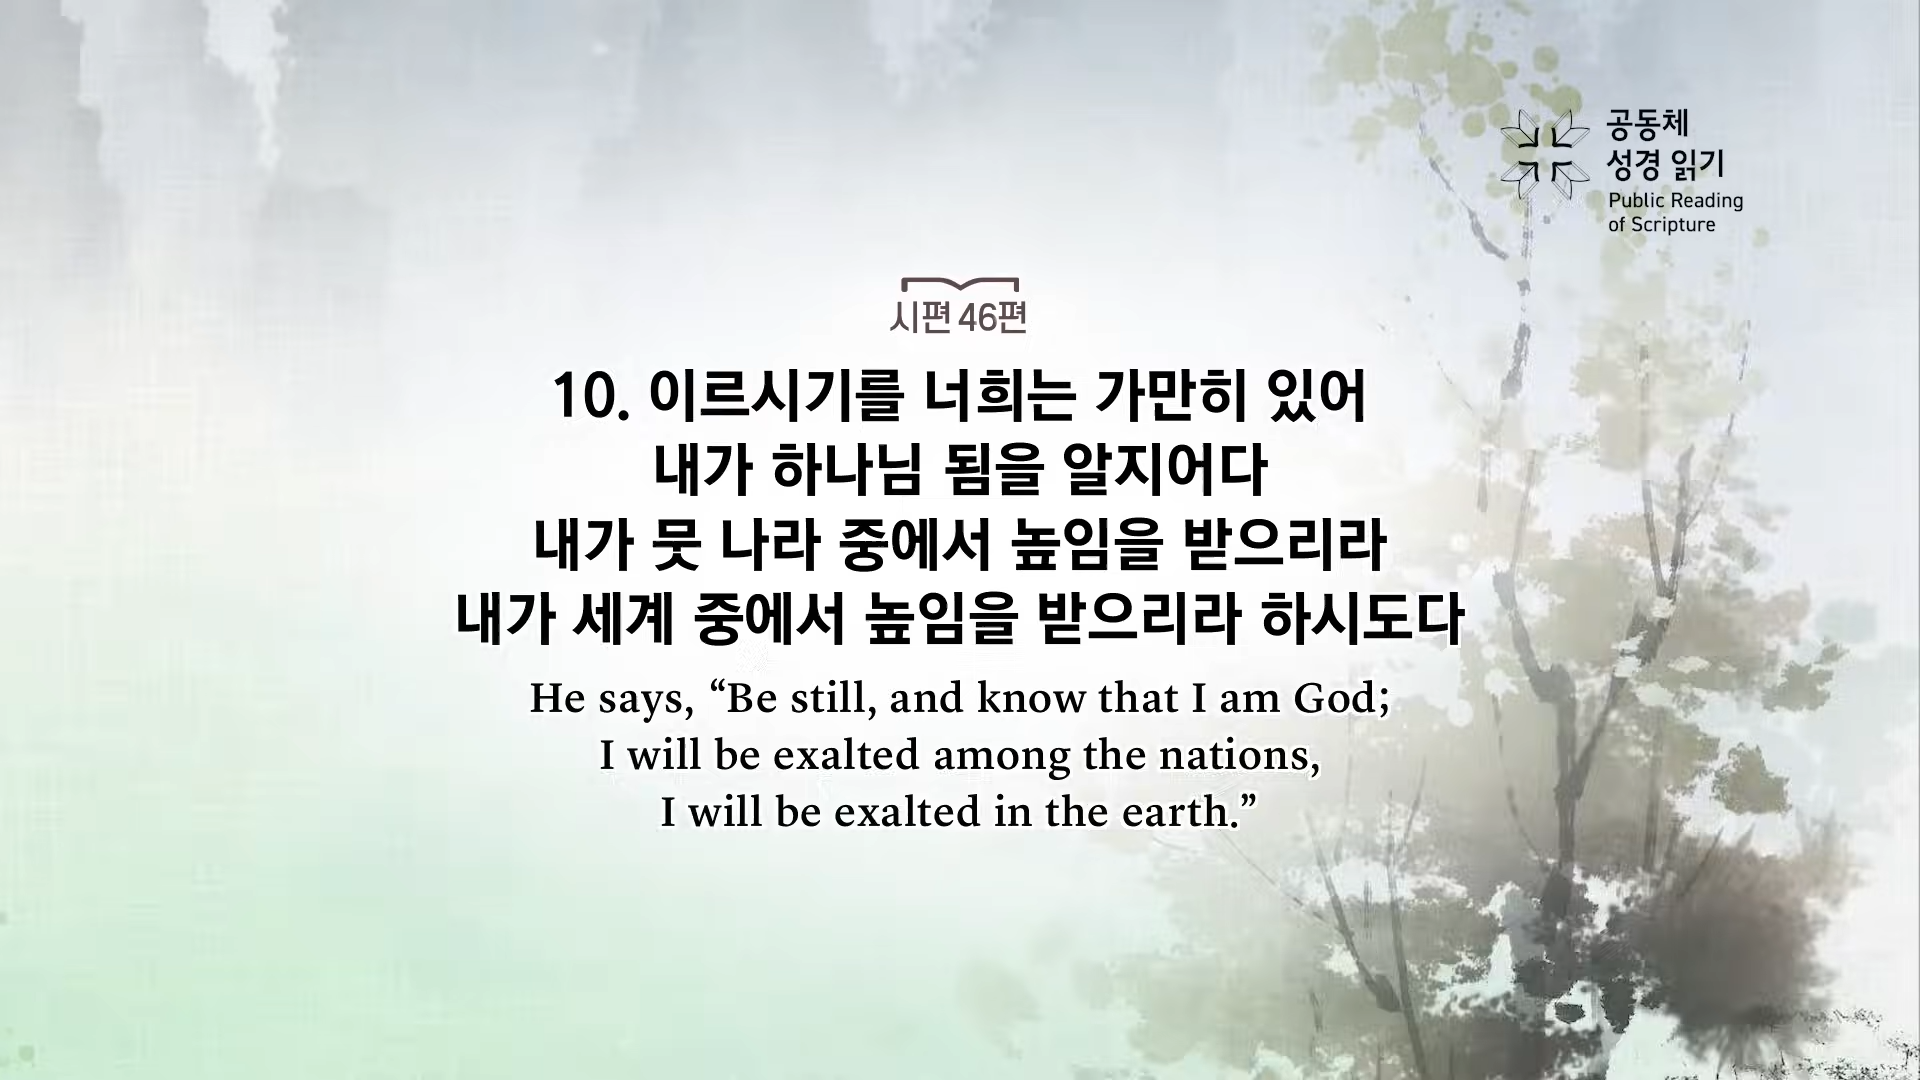 공동체
성경 읽기
Public Reading
of Scripture
시편 46편
10. 이르시기를 너희는 가만히 있어
내가 하나님 됨을 알지어다
내가 뭇 나라 중에서 높임을 받으리라
내가 세계 중에서 높임을 받으리라 하시도다
He says, “Be still, and know that I am God;
I will be exalted among the nations,
I will be exalted in the earth.”